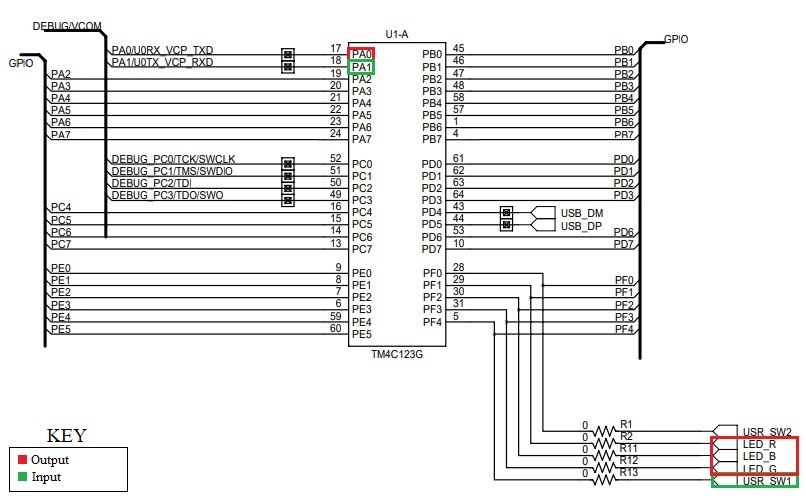 DEBUG/VCOM
U1-A
GPIO
GPIO
PA0/U0RX_VCP_TXD 17 PA0 PB0 45 PB0
PA1/U0TX_VCP_RXD 18 PA1 PB1 46 PB1
PA2 19 PA2 PB2 47 PB2
PA3 20 PA3 PB3 48 PB3
PA4 21 PA4 PB4 58 PB4
PA5 22 PA5 PB5 57 PB5
PA6 23 PA6 PB6 1 PB6
PA7 24 PA7 PB7 4 PB7
DEBUG_PC0/TCK/SWCLK 52 PC0 PD0 61 PD0
DEBUG_PC1/TMS/SWDIO 51 PC1 PD1 62 PD1
DEBUG_PC2/TDI 50 PC2 PD2 63 PD2
DEBUG_PC3/TDO/SWO 49 PC3 PD3 64 PD3
PC4 16 PC4 PD4 43 USB_DM
PC5 15 PC5 PD5 44 USB_DP
PC6 14 PC6 PD6 53 PD6
PC7 13 PC7 PD7 10 PD7
PE0 9 PE0 PF0 28 PF0
PE1 8 PE1 PF1 29 PF1
PE2 7 PE2 PF2 30 PF2
PE3 6 PE3 PF3 31 PF3
PE4 59 PE4 PF4 5 PF4
PE5 60 PE5
TM4C123G
0 R1 USR_SW2
0 R2 LED_R
0 R11 LED_B
0 R12 LED_G
0 R13 USR_SW1
KEY
Output
Input